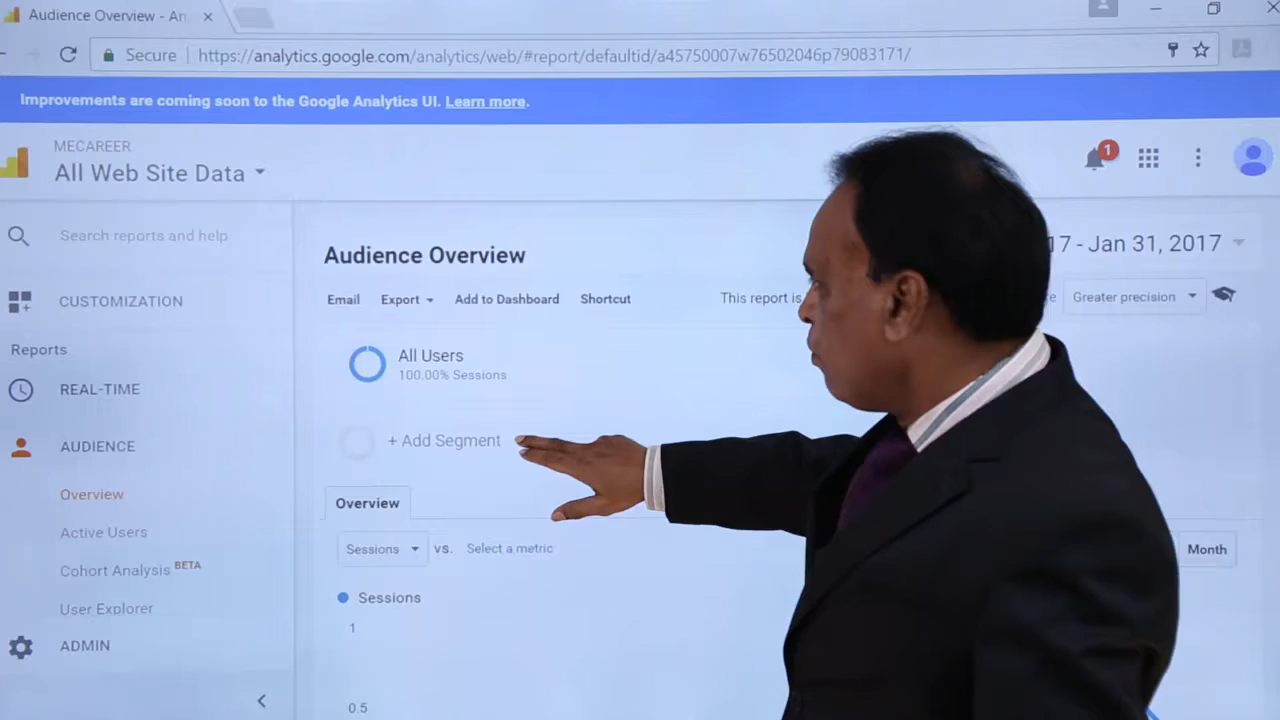 Audience Overview - An
Secure https://analytics.google.com/analytics/web/#report/defaultid/a45750007w76502046p79083171/
Improvements are coming soon to the Google Analytics UI. Learn more.
MECAREER
All Web Site Data
1
Search reports and help
CUSTOMIZATION
Reports
REAL-TIME
AUDIENCE
Overview
Active Users
Cohort Analysis BETA
User Explorer
ADMIN
Audience Overview
17 - Jan 31, 2017
Email Export Add to Dashboard Shortcut
This report is
Greater precision
All Users
100.00% Sessions
+ Add Segment
Overview
Sessions vs. Select a metric
Month
Sessions
1
0.5